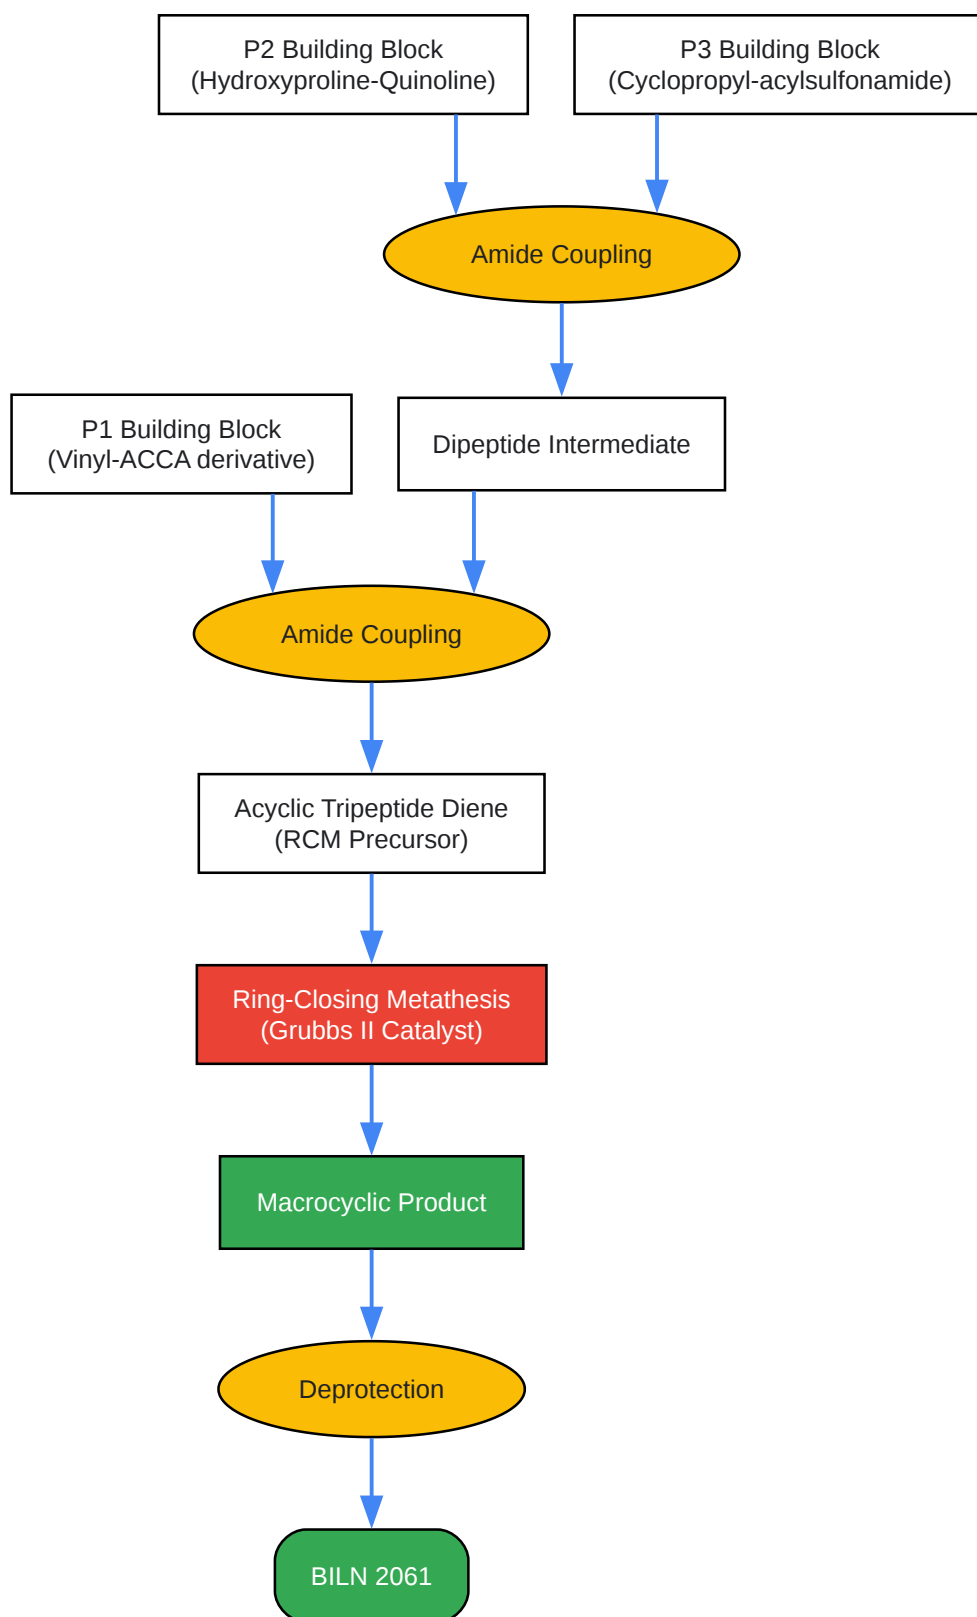 P2 Building Block
(Hydroxyproline-Quinoline)
P3 Building Block
(Cyclopropyl-acylsulfonamide)
Amide Coupling
P1 Building Block
(Vinyl-ACCA derivative)
Dipeptide Intermediate
Amide Coupling
Acyclic Tripeptide Diene
(RCM Precursor)
Ring-Closing Metathesis
(Grubbs II Catalyst)
Macrocyclic Product
Deprotection
BILN 2061